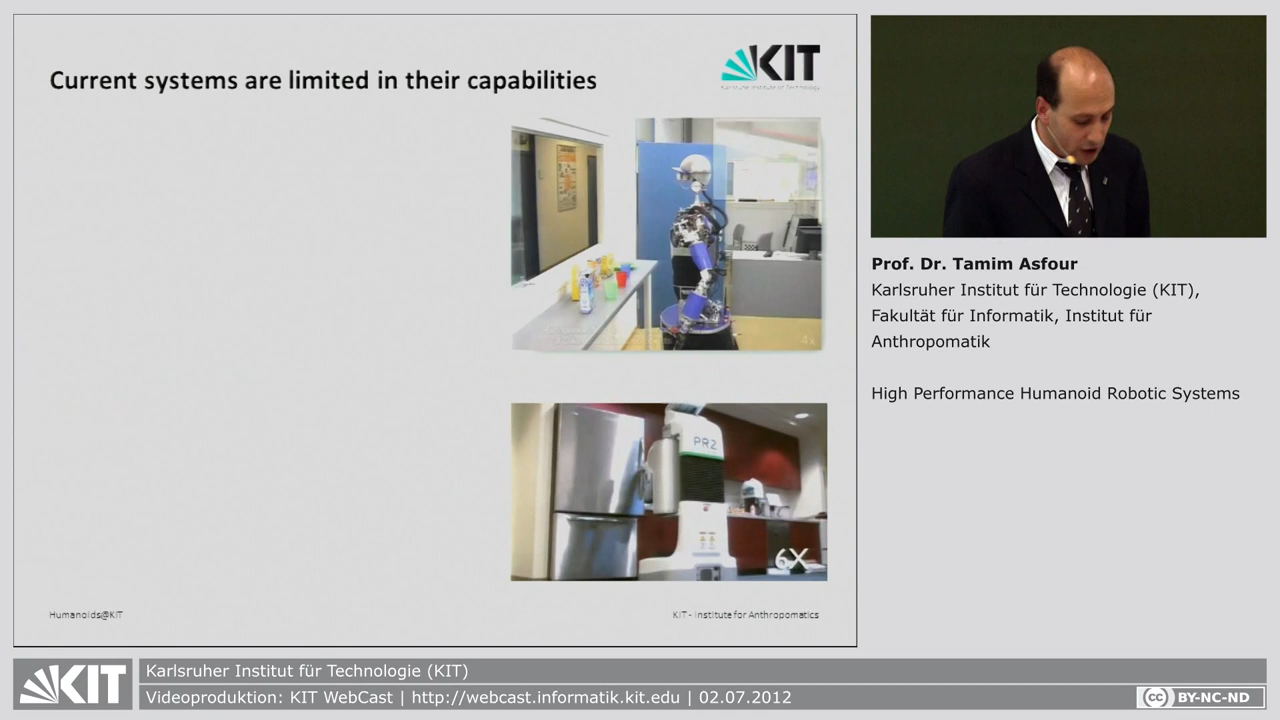 Current systems are limited in their capabilities
KIT
Karlsruhe Institute of Technology
4x
PR2
6X
Humanoids@KIT
KIT - Institute for Anthropomatics
Prof. Dr. Tamim Asfour
Karlsruher Institut für Technologie (KIT),
Fakultät für Informatik, Institut für
Anthropomatik
High Performance Humanoid Robotic Systems
KIT
Karlsruher Institut für Technologie (KIT)
Videoproduktion: KIT WebCast | http://webcast.informatik.kit.edu | 02.07.2012
cc BY-NC-ND